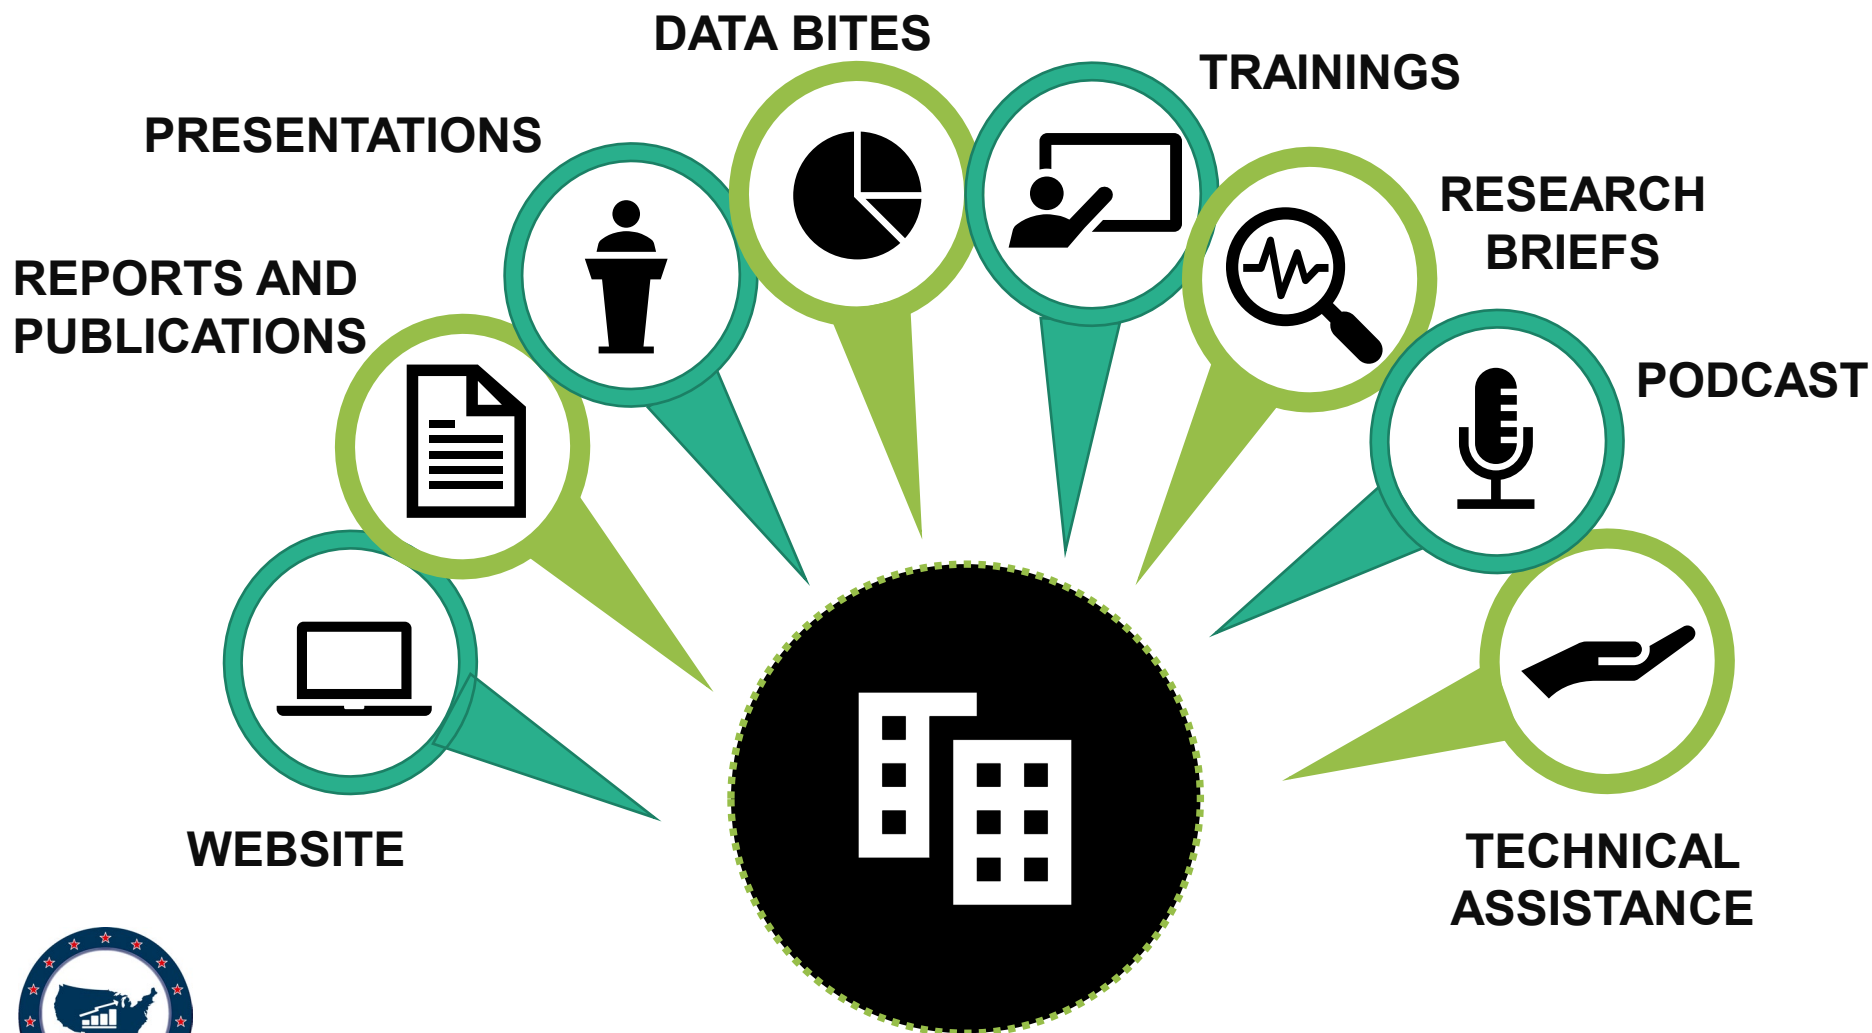 DATA BITES
TRAININGS
PRESENTATIONS
RESEARCH
BRIEFS
REPORTS AND
PUBLICATIONS
PODCAST
WEBSITE
TECHNICAL
ASSISTANCE